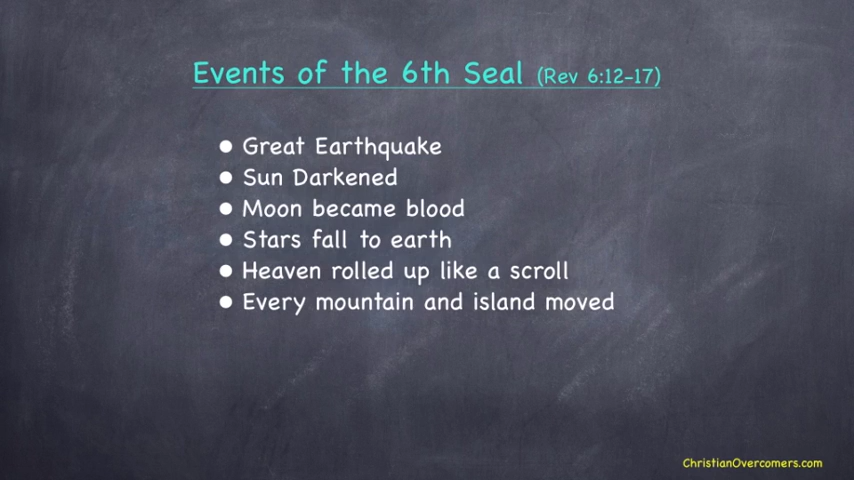 Events of the 6th Seal (Rev 6:12-17)
• Great Earthquake
• Sun Darkened
• Moon became blood
• Stars fall to earth
• Heaven rolled up like a scroll
• Every mountain and island moved
ChristianOvercomers.com